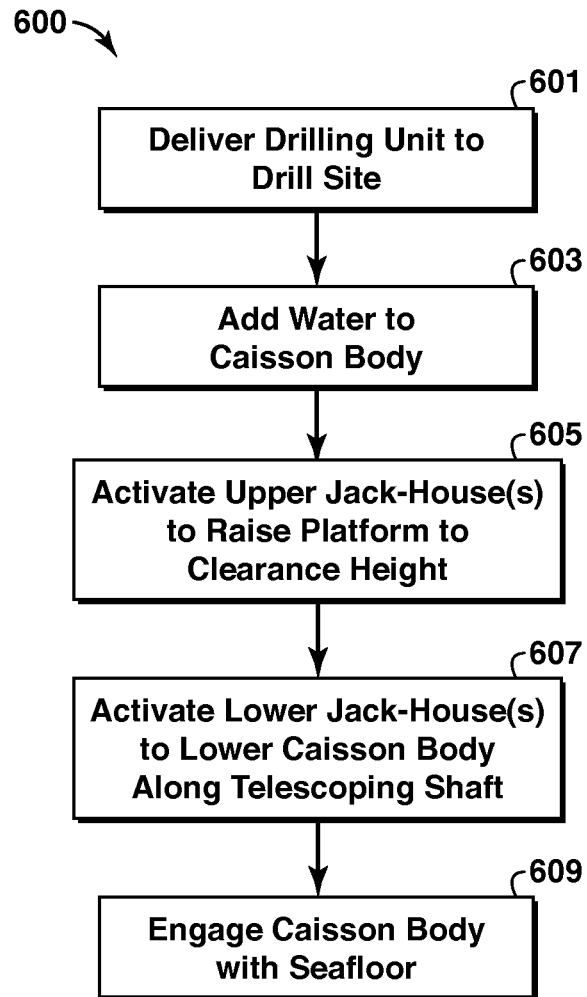 600
601
Deliver Drilling Unit to
Drill Site
603
Add Water to
Caisson Body
605
Activate Upper Jack-House(s)
to Raise Platform to
Clearance Height
607
Activate Lower Jack-House(s)
to Lower Caisson Body
Along Telescoping Shaft
609
Engage Caisson Body
with Seafloor